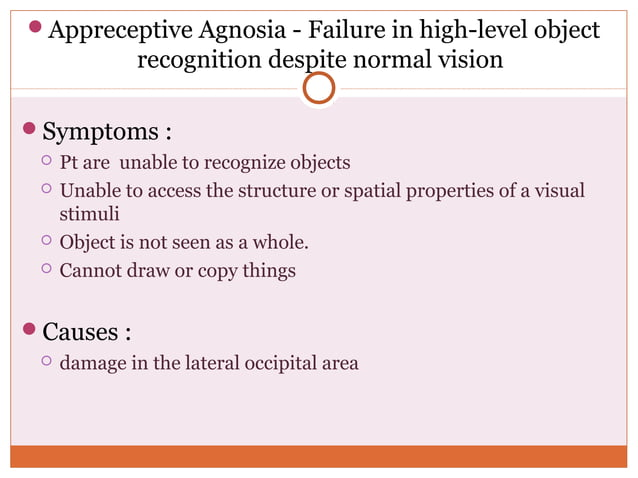 Appreceptive Agnosia - Failure in high-level object
recognition despite normal vision
Symptoms :
Pt are unable to recognize objects
Unable to access the structure or spatial properties of a visual
stimuli
Object is not seen as a whole.
Cannot draw or copy things
Causes :
damage in the lateral occipital area